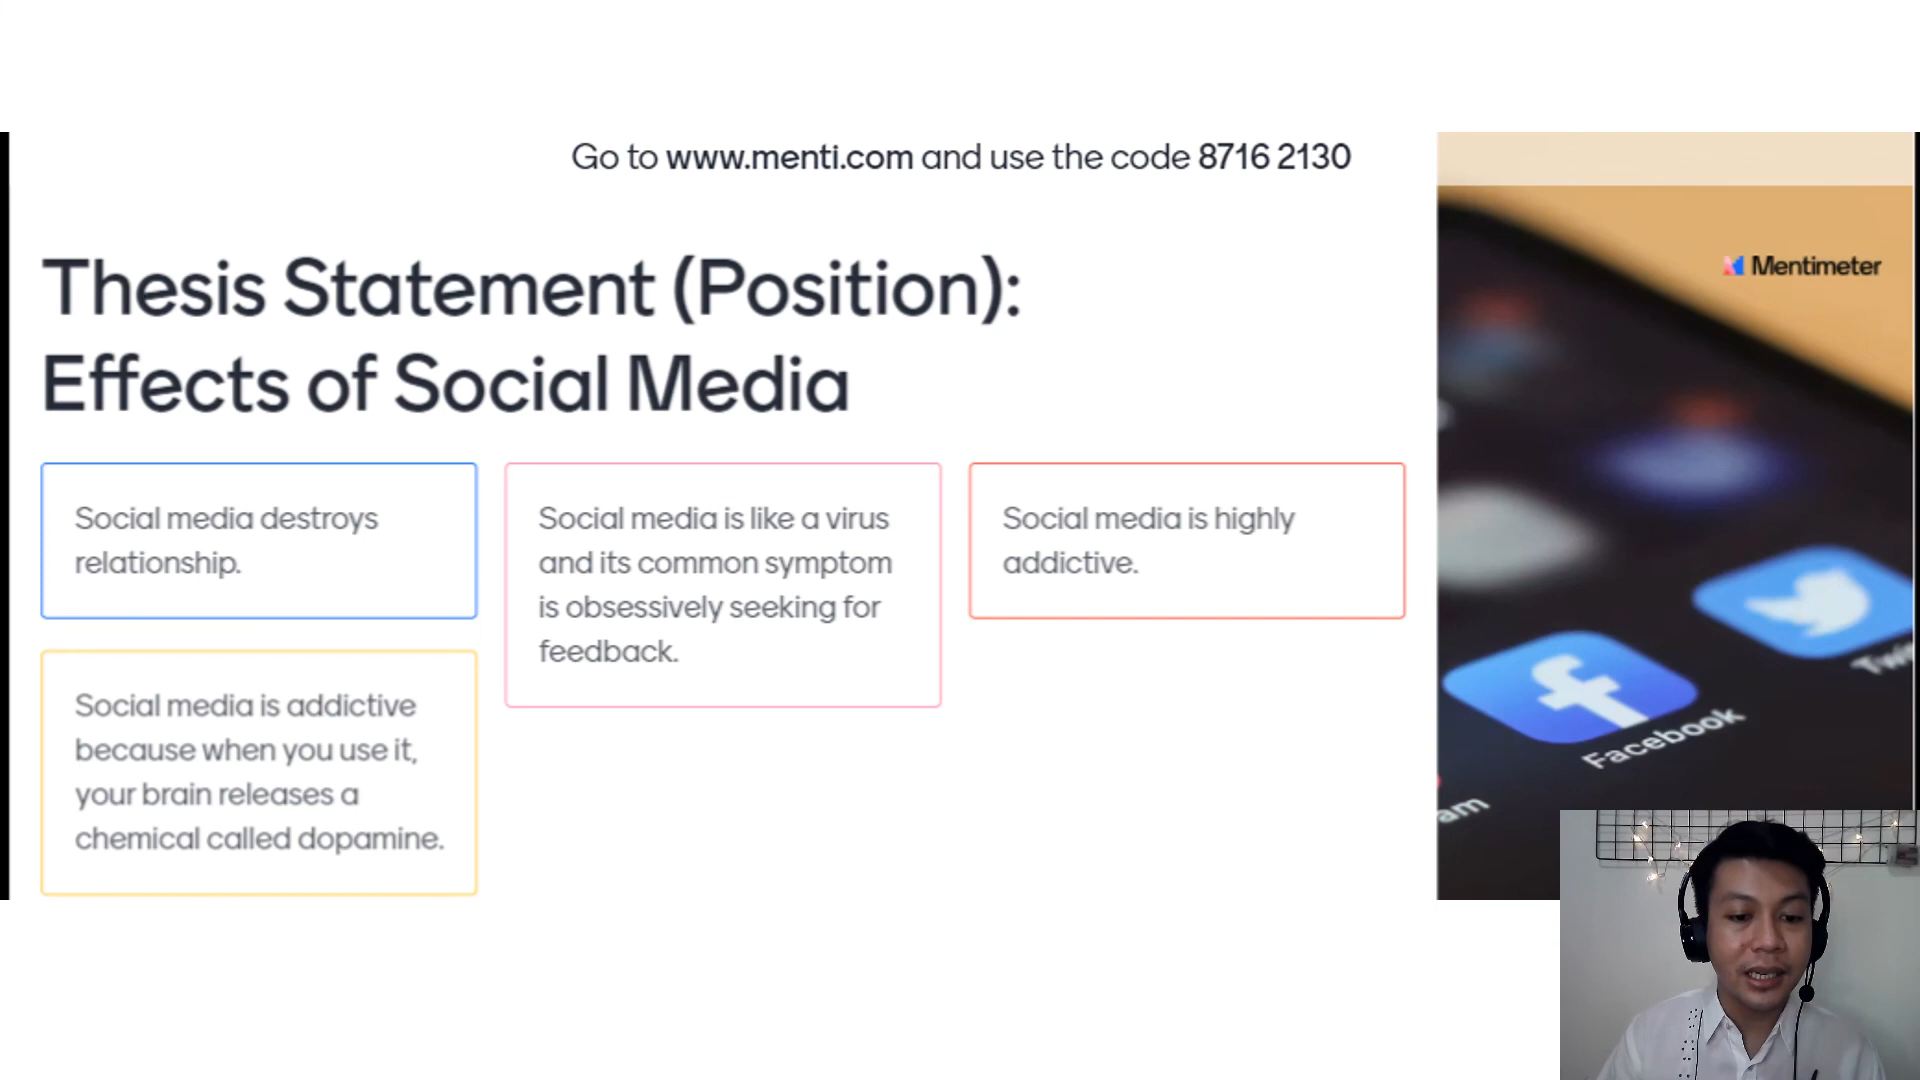 Go to www.menti.com and use the code 8716 2130
Mentimeter
Thesis Statement (Position):
Effects of Social Media
Social media destroys
relationship.
Social media is like a virus
and its common symptom
is obsessively seeking for
feedback.
Social media is highly
addictive.
Social media is addictive
because when you use it,
your brain releases a
chemical called dopamine.
Facebook
Twi
am